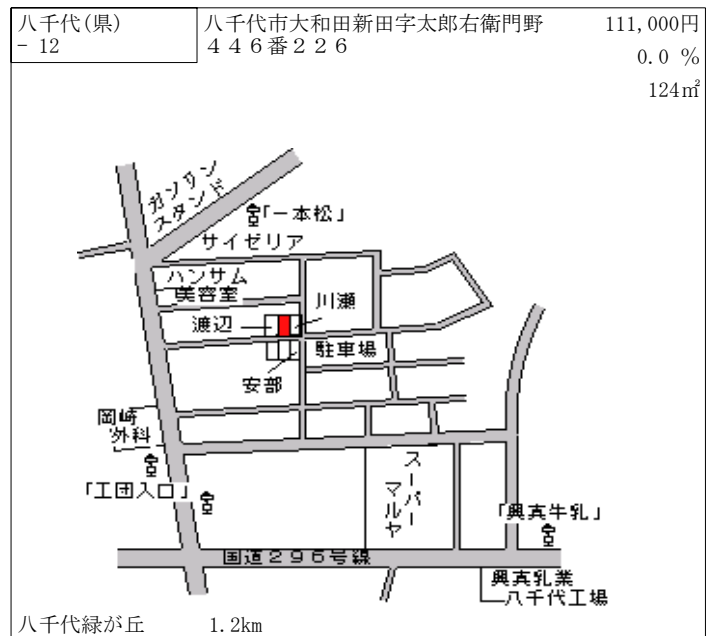 八千代(県)
- 12
八千代市大和田新田字太郎右衛門野
４４６番２２６
111,000円
0.0 %
124㎡
ガソリン
スタンド
「一本松」
サイゼリア
ハンサム
美容室
川瀬
渡辺
駐車場
安部
岡崎
外科
「工団入口」
スーパー
マルヤ
「興真牛乳」
国道２９６号線
興真乳業
八千代工場
八千代緑が丘
1.2km